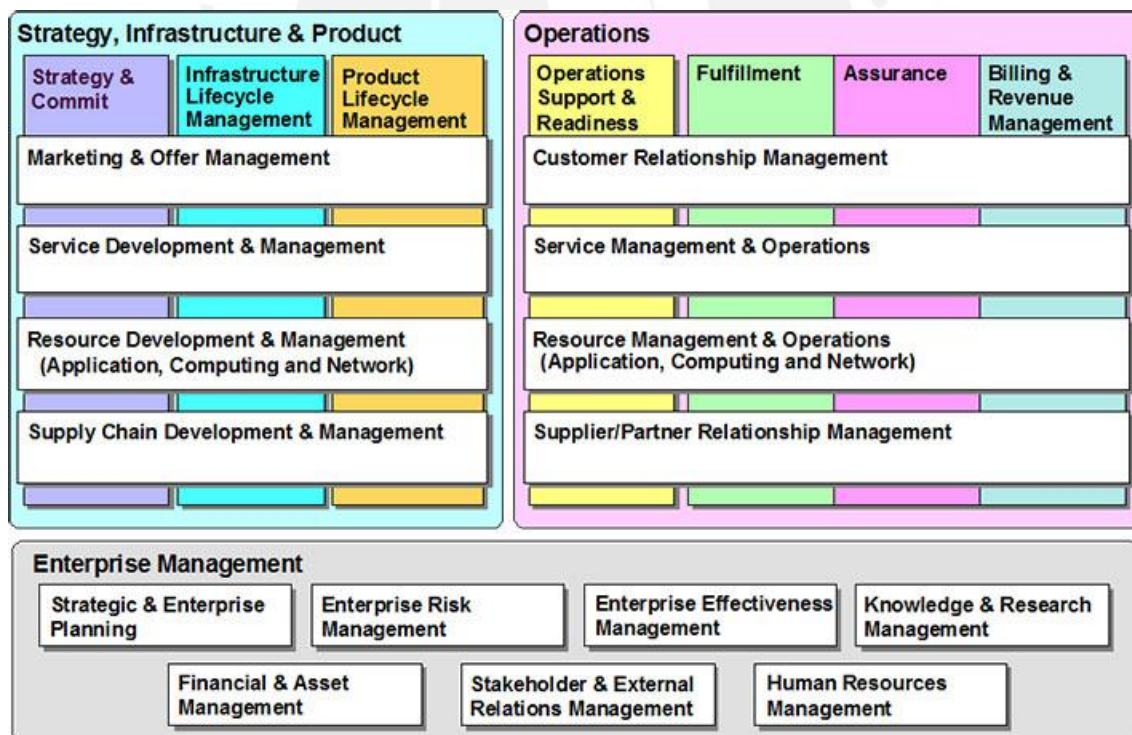 Strategy, Infrastructure & Product
Strategy &
Commit
Infrastructure
Lifecycle
Management
Product
Lifecycle
Management
Marketing & Offer Management
Service Development & Management
Resource Development & Management
(Application, Computing and Network)
Supply Chain Development & Management
Operations
Operations
Support &
Readiness
Fulfillment
Assurance
Billing &
Revenue
Management
Customer Relationship Management
Service Management & Operations
Resource Management & Operations
(Application, Computing and Network)
Supplier/Partner Relationship Management
Enterprise Management
Strategic & Enterprise
Planning
Enterprise Risk
Management
Enterprise Effectiveness
Management
Knowledge & Research
Management
Financial & Asset
Management
Stakeholder & External
Relations Management
Human Resources
Management